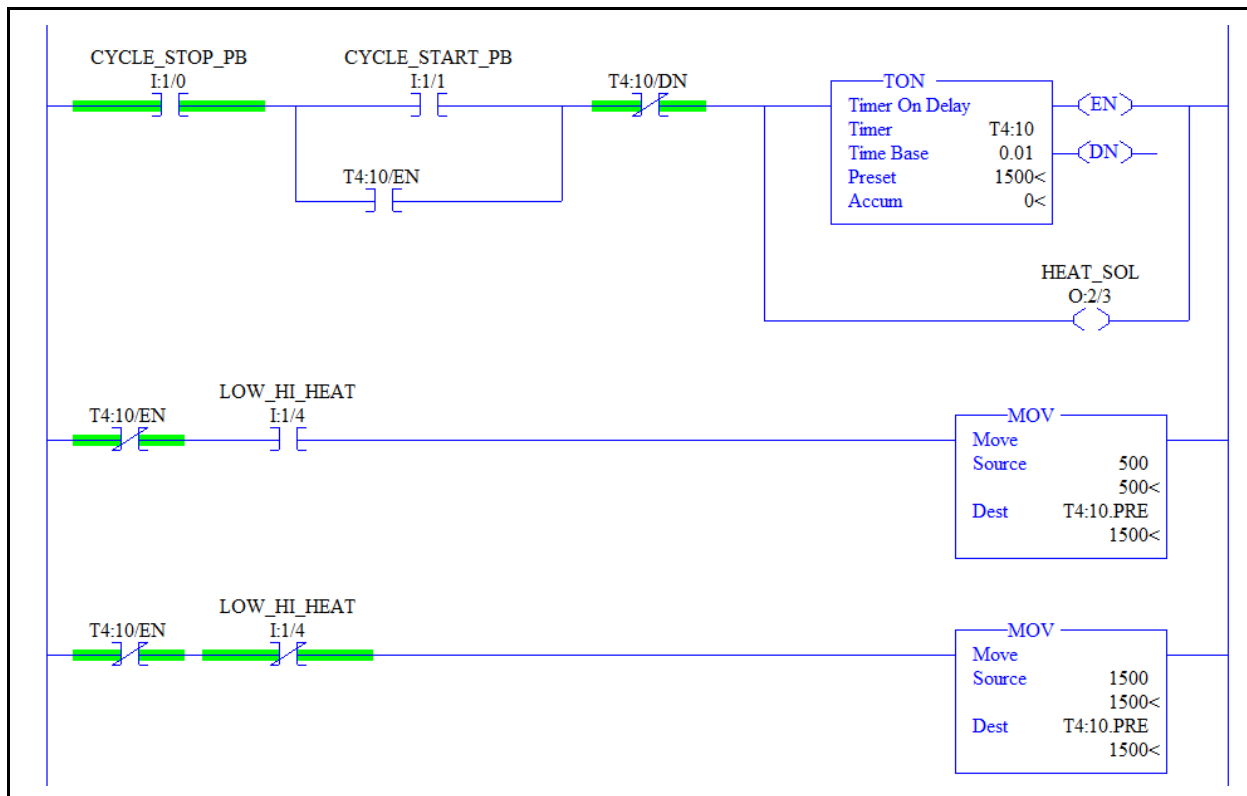 CYCLE_STOP_PB
I:1/0
CYCLE_START_PB
I:1/1
T4:10/DN
T4:10/EN
TON
Timer On Delay
Timer T4:10
Time Base 0.01
Preset 1500<
Accum 0<
EN
DN
HEAT_SOL
O:2/3
T4:10/EN
LOW_HI_HEAT
I:1/4
MOV
Move
Source 500
500<
Dest T4:10.PRE
1500<
T4:10/EN
LOW_HI_HEAT
I:1/4
MOV
Move
Source 1500
1500<
Dest T4:10.PRE
1500<